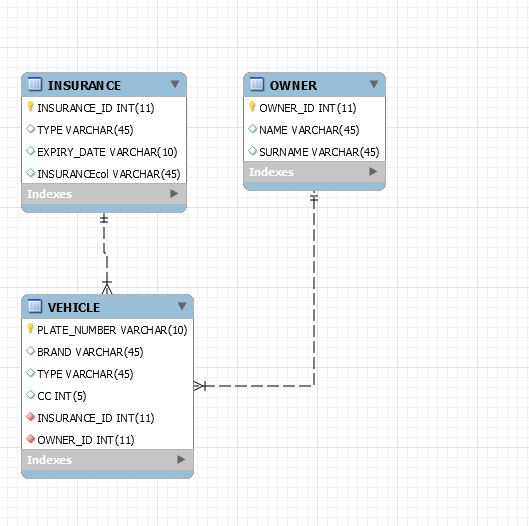 INSURANCE
INSURANCE_ID INT(11)
TYPE VARCHAR(45)
EXPIRY_DATE VARCHAR(10)
INSURANCEcol VARCHAR(45)
Indexes
OWNER
OWNER_ID INT(11)
NAME VARCHAR(45)
SURNAME VARCHAR(45)
Indexes
VEHICLE
PLATE_NUMBER VARCHAR(10)
BRAND VARCHAR(45)
TYPE VARCHAR(45)
CC INT(5)
INSURANCE_ID INT(11)
OWNER_ID INT(11)
Indexes